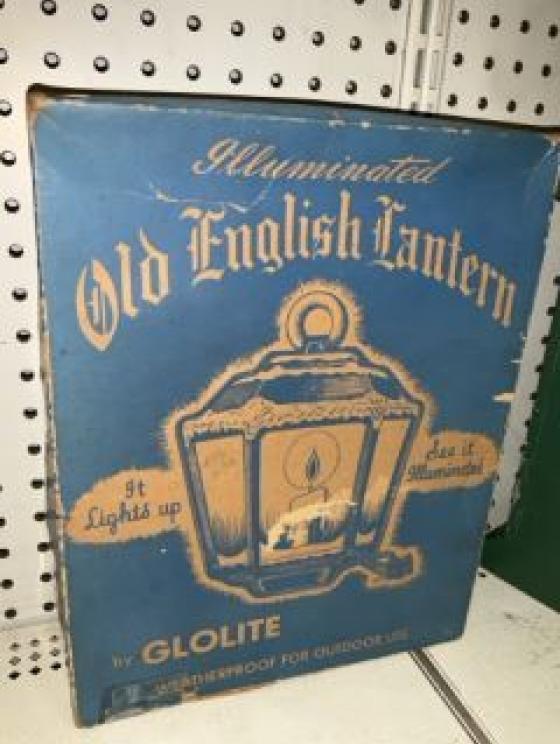 Illuminated
Old English Lantern
It
Lights up
See it
Illuminated
by GLOLITE
WEATHERPROOF FOR OUTDOOR USE